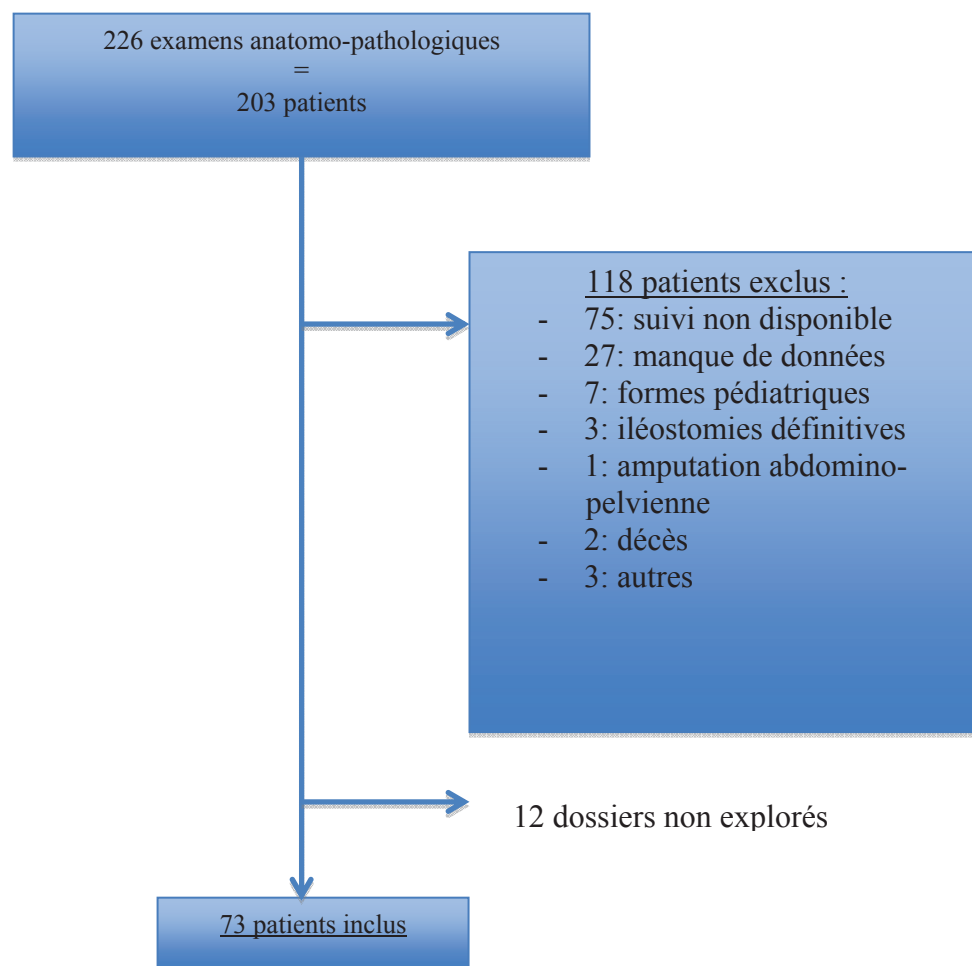 226 examens anatomo-pathologiques
=
203 patients
118 patients exclus :
- 75: suivi non disponible
- 27: manque de données
- 7: formes pédiatriques
- 3: iléostomies définitives
- 1: amputation abdomino-
pelvienne
- 2: décès
- 3: autres
12 dossiers non explorés
73 patients inclus